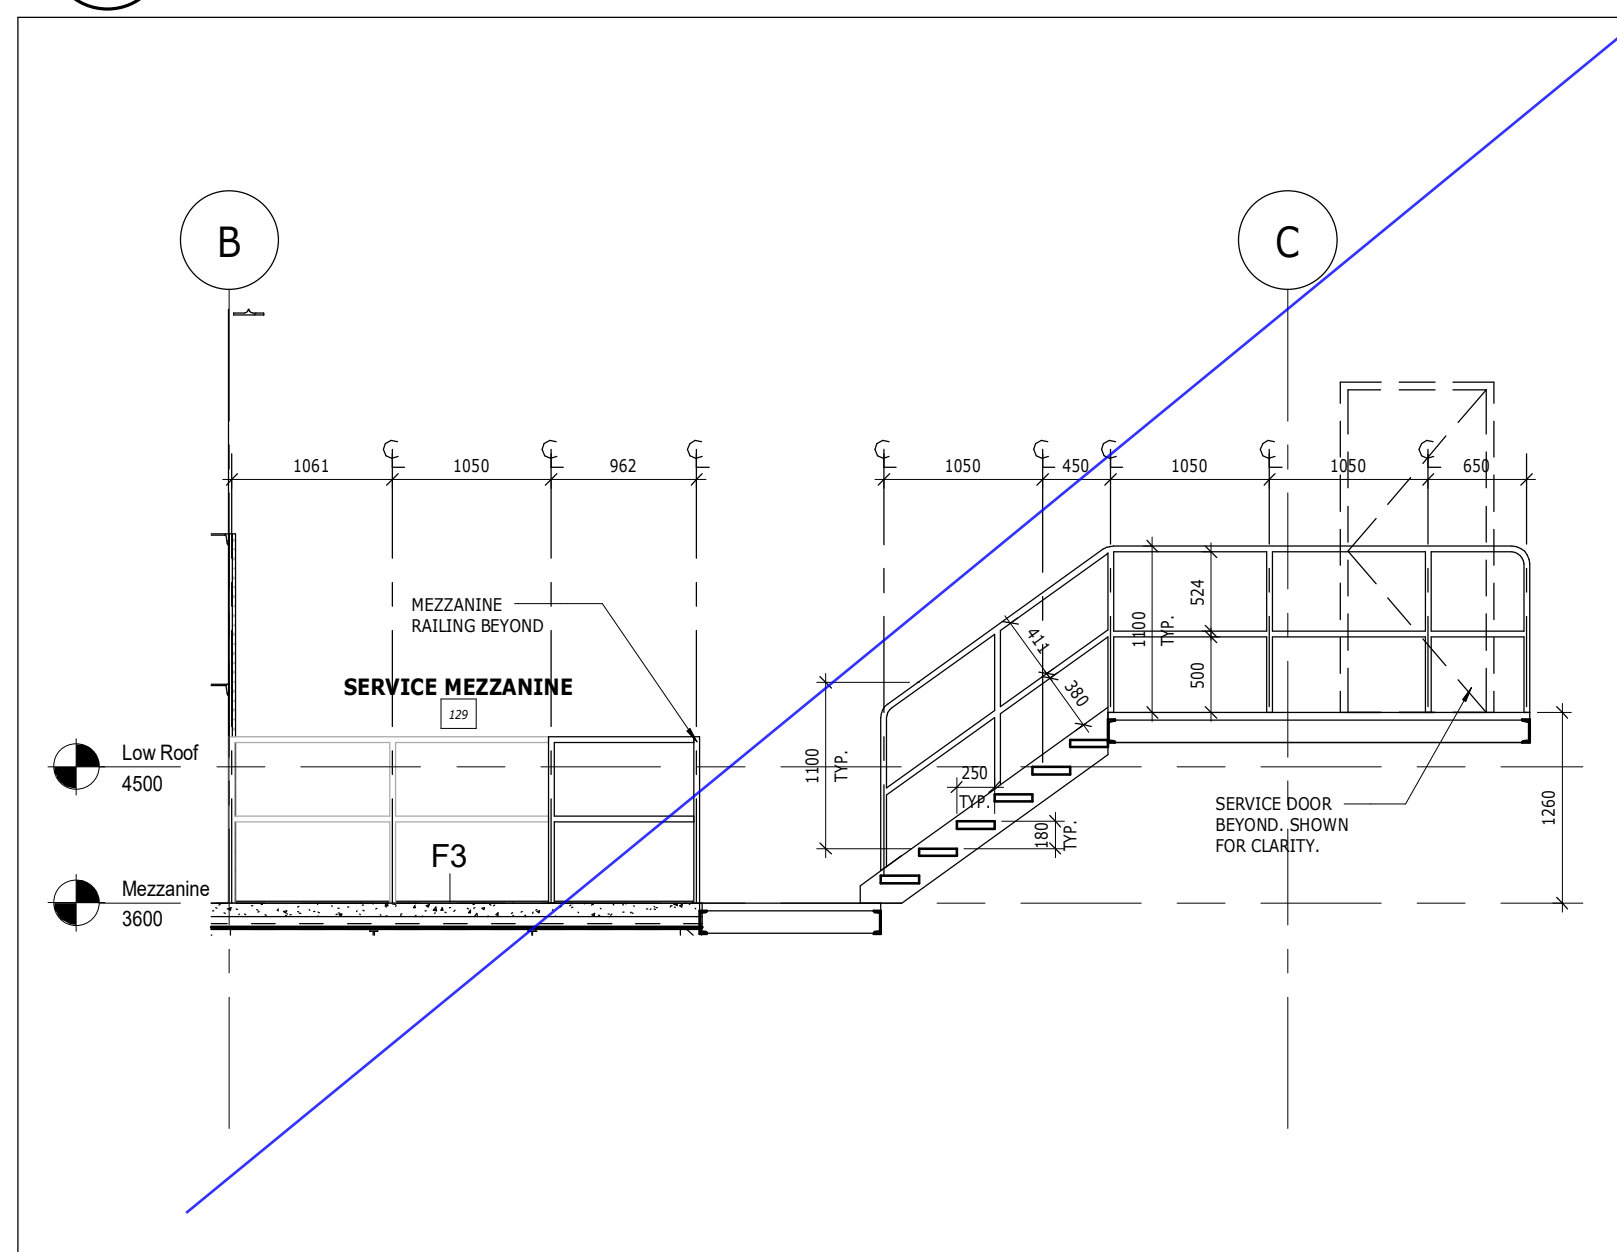 B
C
1061
1050
962
1050
450
1050
1050
650
MEZZANINE
RAILING BEYOND
SERVICE MEZZANINE
129
411
380
1100
TYP.
524
500
1100
TYP.
250
TYP.
180
TYP.
Low Roof
4500
SERVICE DOOR
BEYOND. SHOWN
FOR CLARITY.
1260
F3
Mezzanine
3600